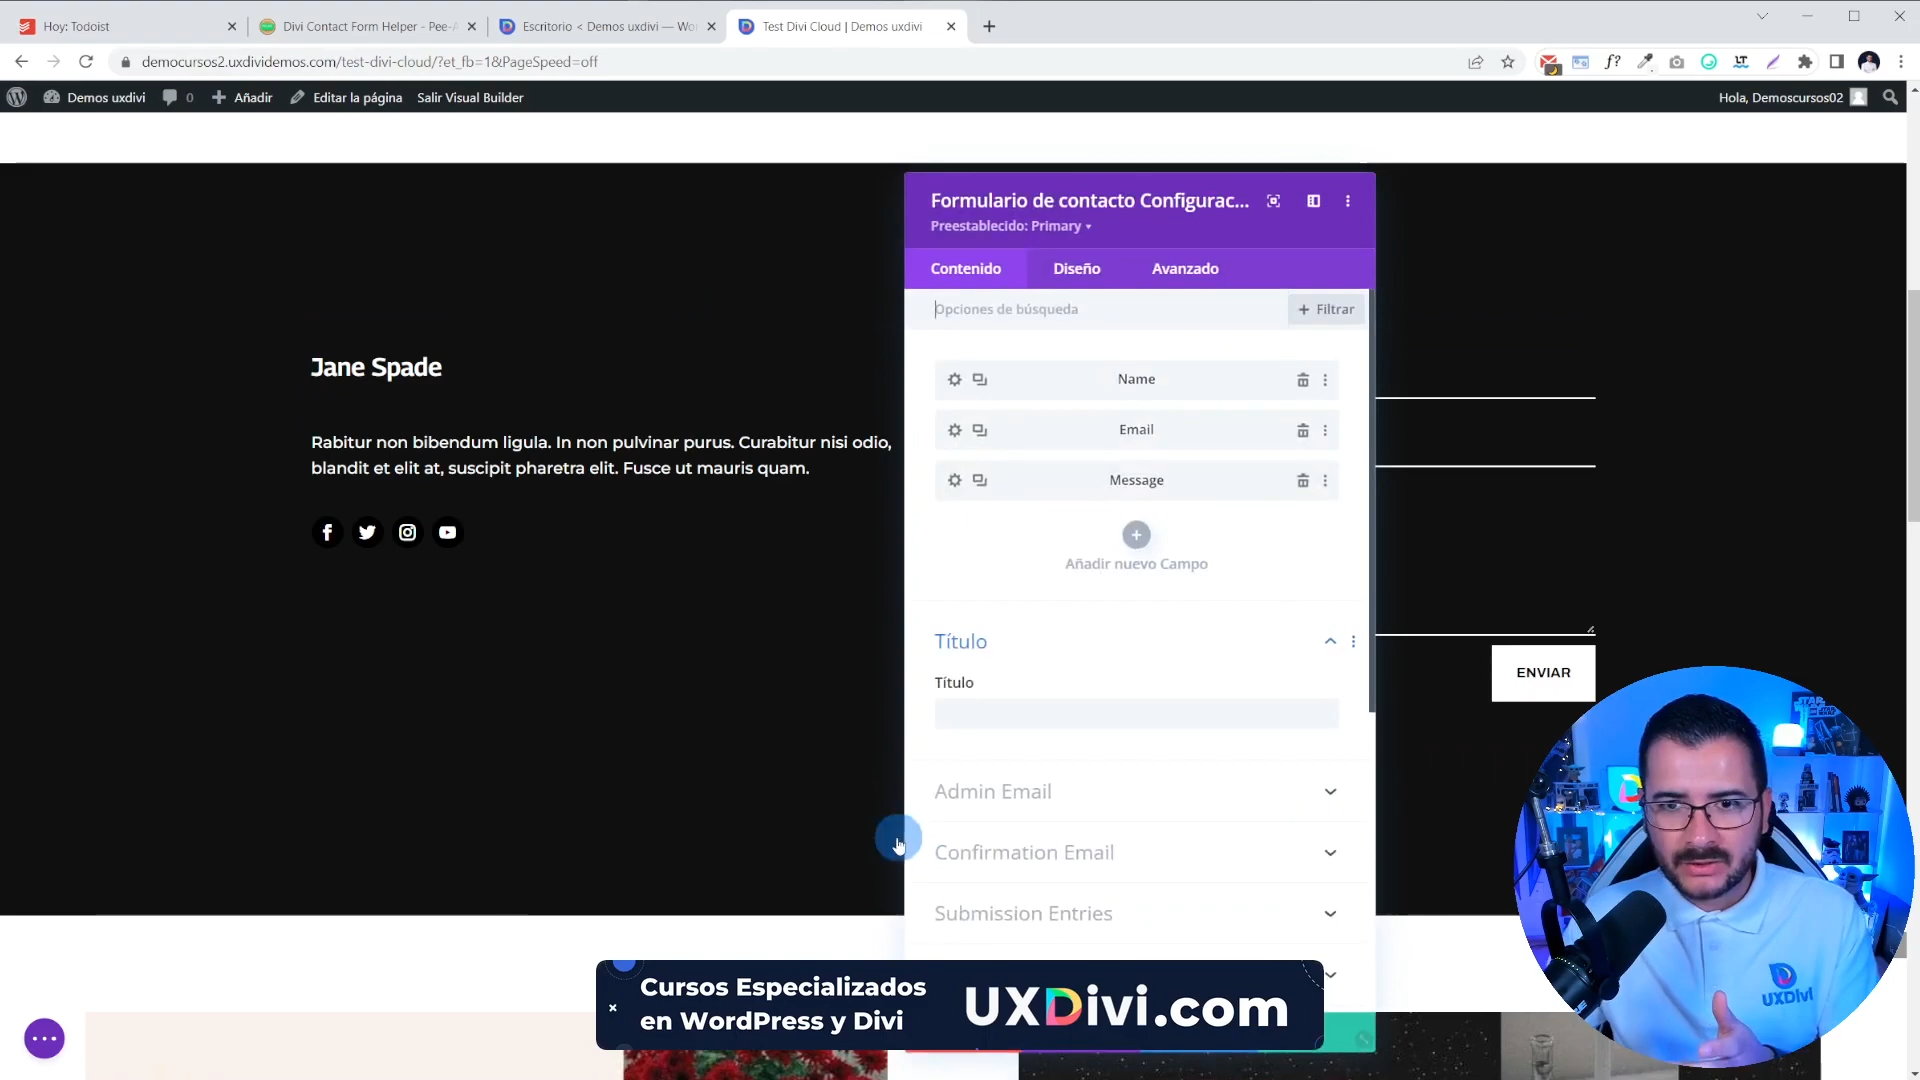 Hoy: Todoist
Divi Contact Form Helper - Pee-A
Escritorio < Demos uxdivi — Wo
Test Divi Cloud | Demos uxdivi
democursos2.uxdividemos.com/test-divi-cloud/?et_fb=1&PageSpeed=off
Demos uxdivi
0
Añadir
Editar la página
Salir Visual Builder
Hola, Demoscursos02
Formulario de contacto Configurac...
Preestablecido: Primary
Contenido
Diseño
Avanzado
Opciones de búsqueda
+ Filtrar
Jane Spade
Name
Rabitur non bibendum ligula. In non pulvinar purus. Curabitur nisi odio,
blandit et elit at, suscipit pharetra elit. Fusce ut mauris quam.
Email
Message
Añadir nuevo Campo
Título
Título
ENVIAR
Admin Email
Confirmation Email
Submission Entries
Cursos Especializados
en WordPress y Divi
UXDivi.com
UXDivi